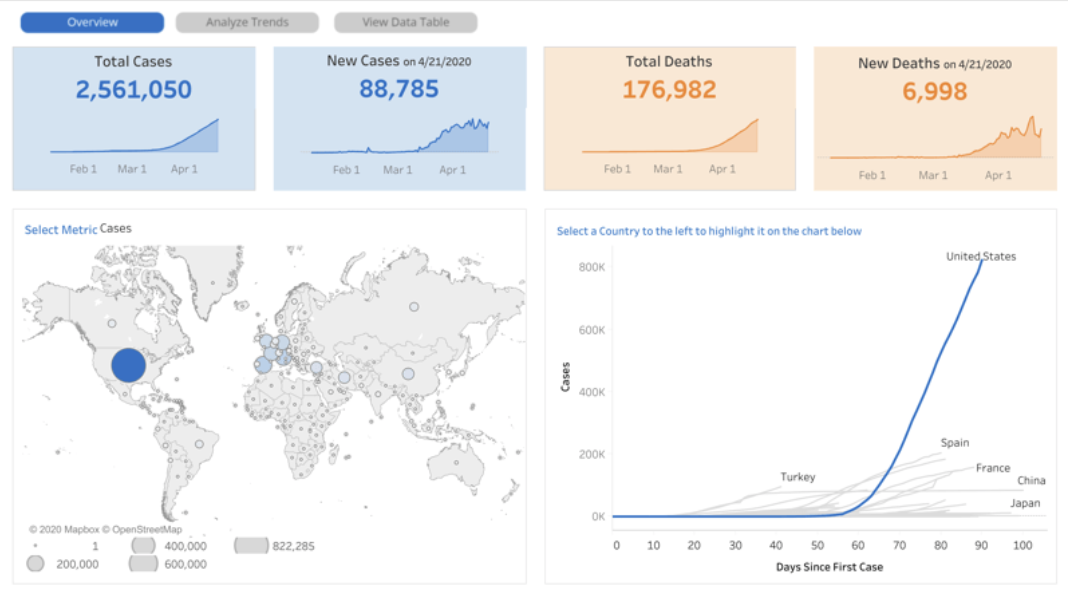 Overview
Analyze Trends
View Data Table
Total Cases
2,561,050
Feb 1 Mar 1 Apr 1
New Cases on 4/21/2020
88,785
Feb 1 Mar 1 Apr 1
Total Deaths
176,982
Feb 1 Mar 1 Apr 1
New Deaths on 4/21/2020
6,998
Feb 1 Mar 1 Apr 1
Select Metric Cases
© 2020 Mapbox © OpenStreetMap
1 400,000 822,285
200,000 600,000
Select a Country to the left to highlight it on the chart below
United States
800K
600K
Cases
400K
Spain
200K
France
Turkey
China
Japan
0K
0 10 20 30 40 50 60 70 80 90 100
Days Since First Case